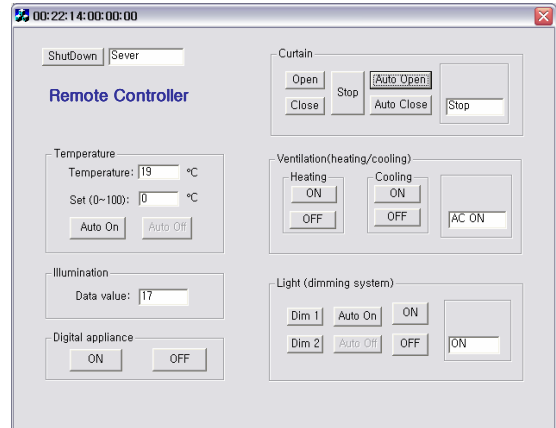 00:22:14:00:00:00
ShutDown Sever
Remote Controller
Curtain
Open Stop Auto Open
Close Auto Close Stop
Temperature
Temperature: 19 °C
Set (0~100): 0 °C
Auto On Auto Off
Ventilation(heating/cooling)
Heating Cooling
ON ON
OFF OFF AC ON
Illumination
Data value: 17
Digital appliance
ON OFF
Light (dimming system)
Dim 1 Auto On ON
Dim 2 Auto Off OFF ON